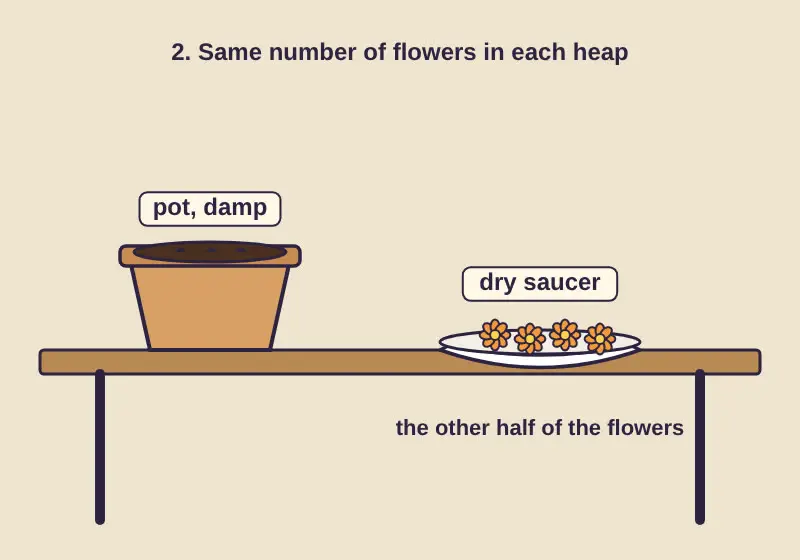 2. Same number of flowers in each heap
pot, damp
dry saucer
the other half of the flowers